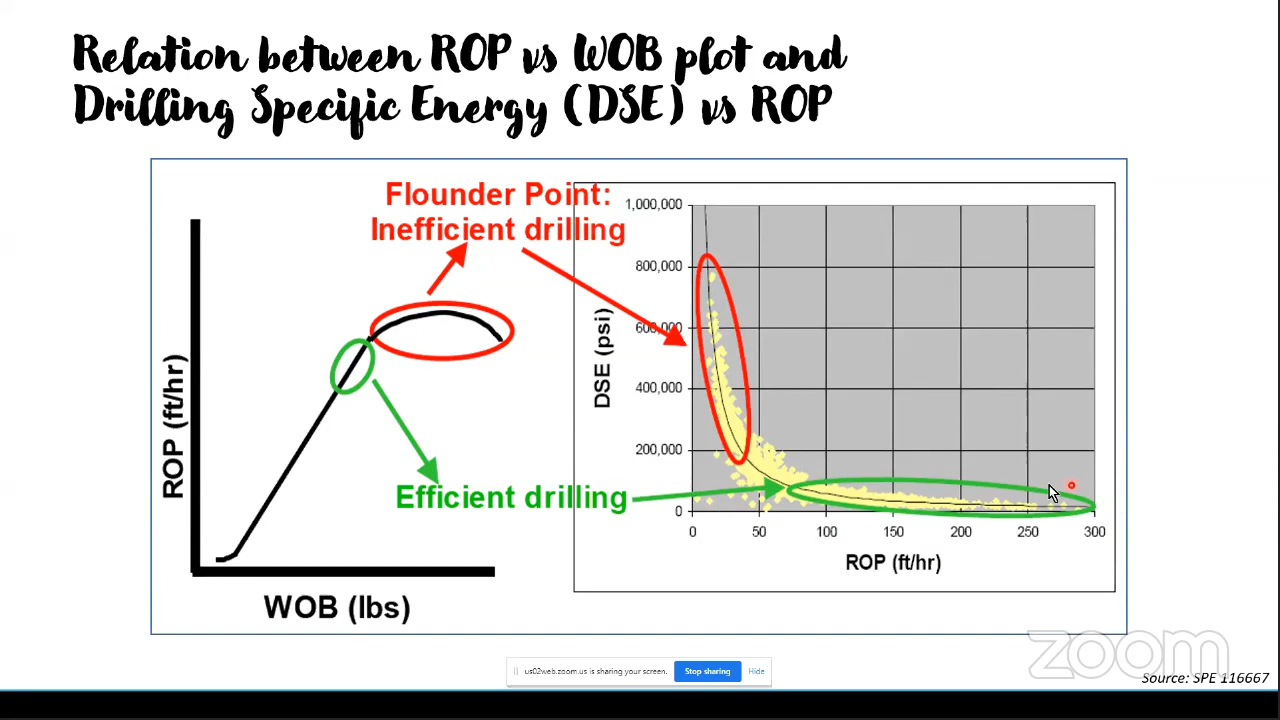 Relation between ROP vs WOB plot and
Drilling Specific Energy (DSE) vs ROP
Flounder Point:
Inefficient drilling
ROP (ft/hr)
WOB (lbs)
Efficient drilling
DSE (psi)
1,000,000
800,000
600,000
400,000
200,000
0
0 50 100 150 200 250 300
ROP (ft/hr)
zoom
us02web.zoom.us is sharing your screen. Stop sharing Hide
Source: SPE 116667